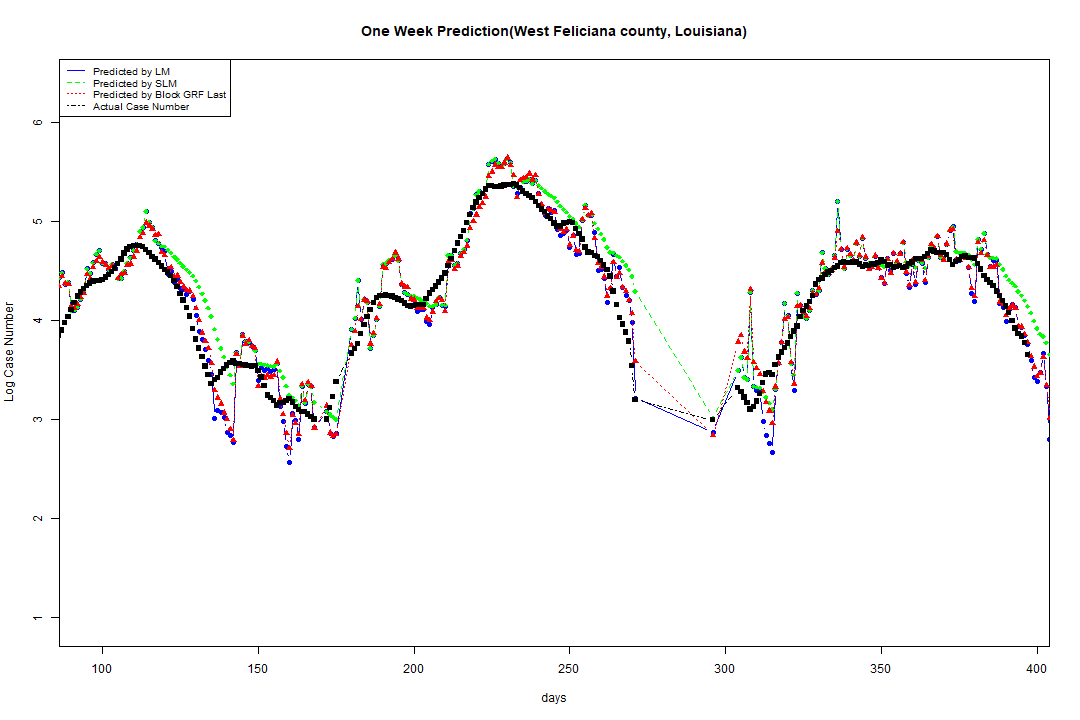 One Week Prediction(West Feliciana county, Louisiana)
Predicted by LM
Predicted by SLM
Predicted by Block GRF Last
Actual Case Number
Log Case Number
6
5
4
3
2
1
100 150 200 250 300 350 400
days